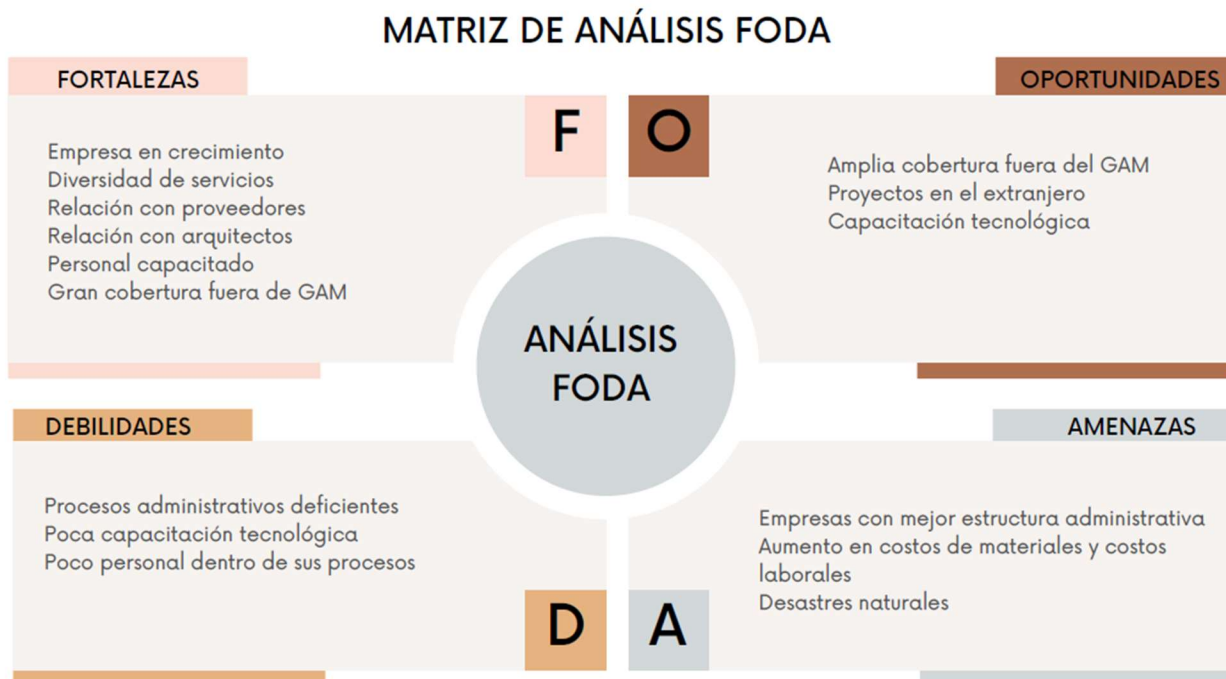 MATRIZ DE ANÁLISIS FODA
FORTALEZAS
F
Empresa en crecimiento
Diversidad de servicios
Relación con proveedores
Relación con arquitectos
Personal capacitado
Gran cobertura fuera de GAM
OPORTUNIDADES
O
Amplia cobertura fuera del GAM
Proyectos en el extranjero
Capacitación tecnológica
ANÁLISIS
FODA
DEBILIDADES
Procesos administrativos deficientes
Poca capacitación tecnológica
Poco personal dentro de sus procesos
D
AMENAZAS
Empresas con mejor estructura administrativa
Aumento en costos de materiales y costos
laborales
Desastres naturales
A